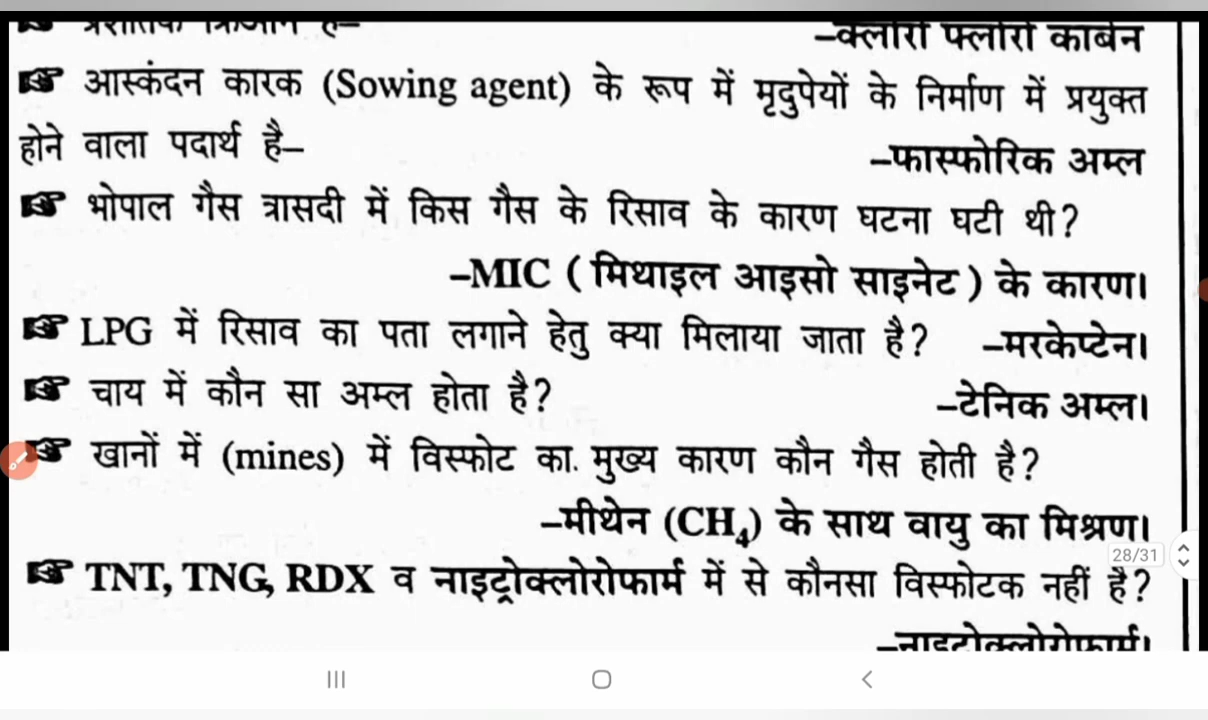 –क्लोरो फ्लोरो कार्बन
आस्कंदन कारक (Sowing agent) के रूप में मृदुपेयों के निर्माण में प्रयुक्त
होने वाला पदार्थ है–
–फास्फोरिक अम्ल
भोपाल गैस त्रासदी में किस गैस के रिसाव के कारण घटना घटी थी?
–MIC ( मिथाइल आइसो साइनेट ) के कारण।
LPG में रिसाव का पता लगाने हेतु क्या मिलाया जाता है? –मरकेप्टेन।
चाय में कौन सा अम्ल होता है?
–टेनिक अम्ल।
खानों में (mines) में विस्फोट का. मुख्य कारण कौन गैस होती है?
–मीथेन (CH₄) के साथ वायु का मिश्रण।
28/31
TNT, TNG, RDX व नाइट्रोक्लोरोफार्म में से कौनसा विस्फोटक नहीं है?
–नाइट्रोक्लोरोफार्म।